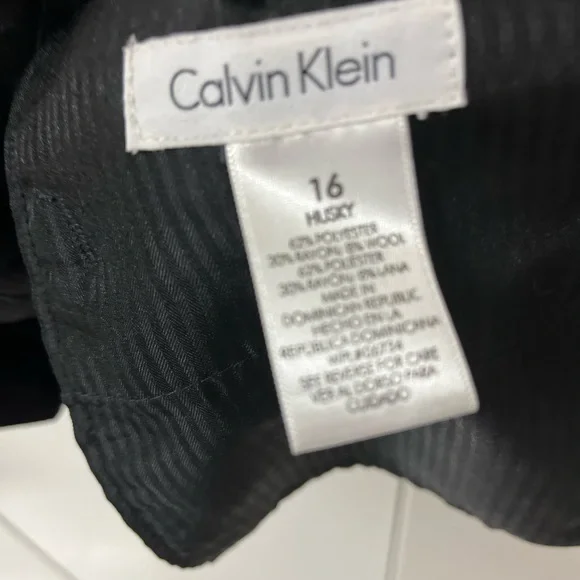 Calvin Klein
16
HUSKY
62% POLYESTER
30% RAYON; 8% WOOL
62% POLIESTER
30% RAYON; 8% LANA
MADE IN
DOMINICAN REPUBLIC
HECHO EN LA
REPUBLICA DOMINICANA
SEE REVERSE FOR CARE
VER AL DORSO PARA
CUIDADO